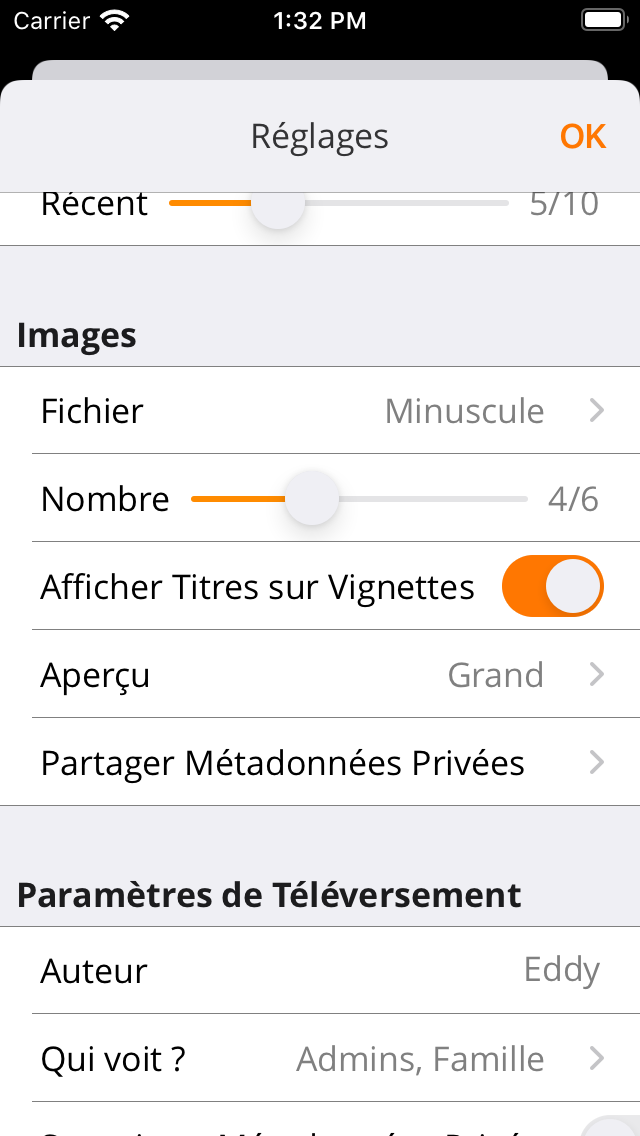 Carrier 1:32 PM
Réglages OK
Récent 5/10
Images
Fichier Minuscule
Nombre 4/6
Afficher Titres sur Vignettes
Aperçu Grand
Partager Métadonnées Privées
Paramètres de Téléversement
Auteur Eddy
Qui voit ? Admins, Famille